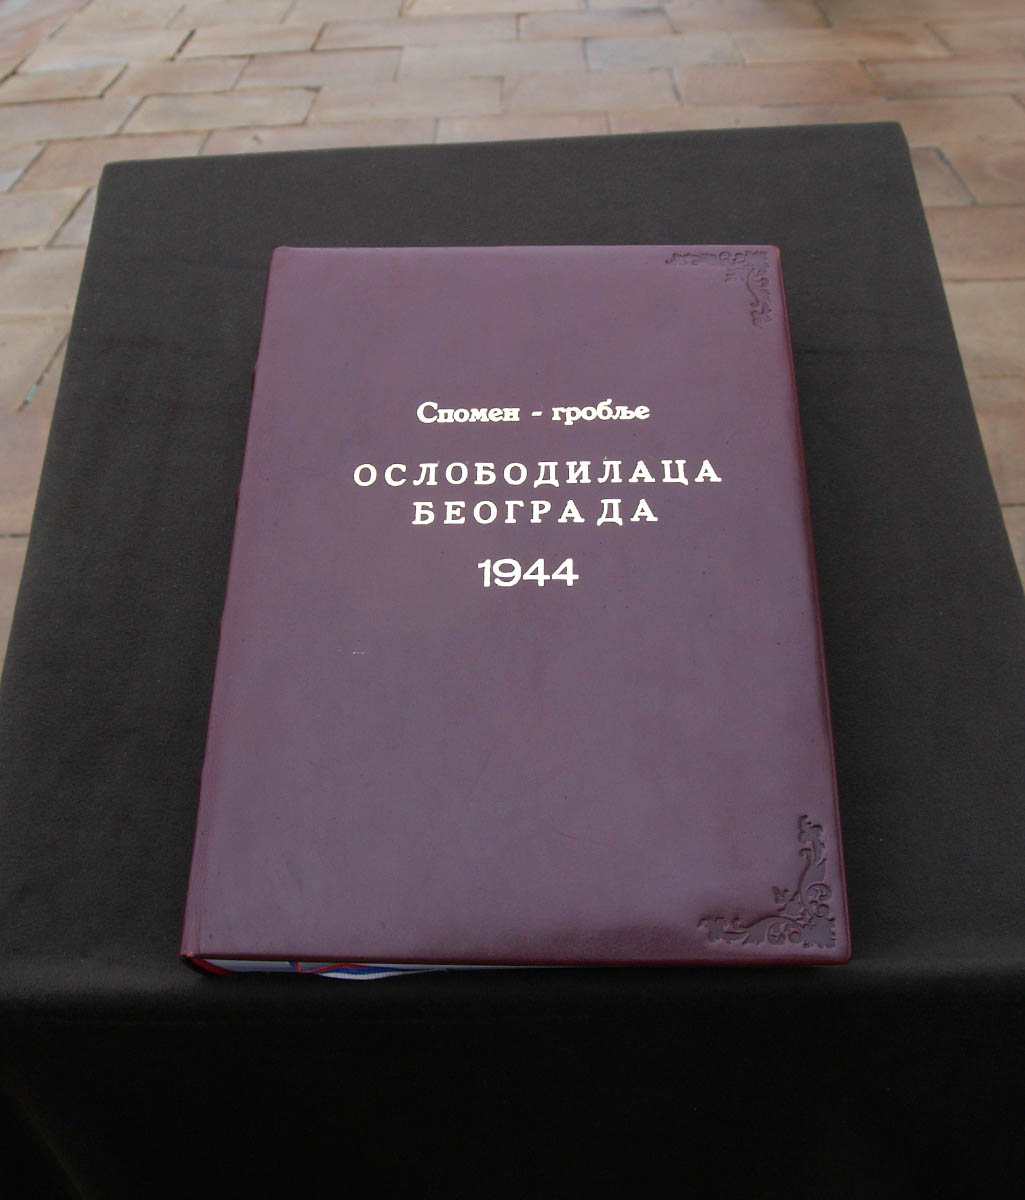 Спомен - гробље
ОСЛОБОДИЛАЦА
БЕОГРАДА
1944